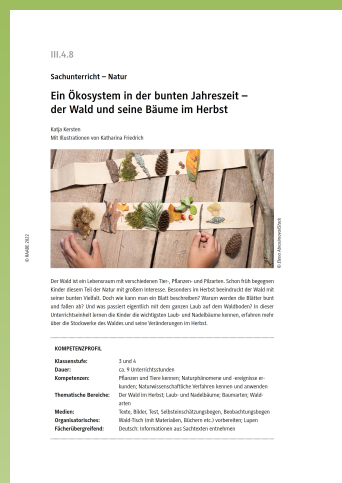 III.4.8
Sachunterricht – Natur
Ein Ökosystem in der bunten Jahreszeit –
der Wald und seine Bäume im Herbst
Katja Kersten
Mit Illustrationen von Katharina Friedrich
© RAABE 2022
Der Wald ist ein Lebensraum mit verschiedenen Tier-, Pflanzen- und Pilzarten. Schon früh begegnen
Kinder diesem Teil der Natur mit großem Interesse. Besonders im Herbst beeindruckt der Wald mit
seiner bunten Vielfalt. Doch wie kann man ein Blatt beschreiben? Warum werden die Blätter bunt
und fallen ab? Und was passiert eigentlich mit dem ganzen Laub auf dem Waldboden? In dieser
Unterrichtseinheit lernen die Kinder die wichtigsten Laub- und Nadelbäume kennen, erfahren mehr
über die Stockwerke des Waldes und seine Veränderungen im Herbst.
KOMPETENZPROFIL
Klassenstufe: 3 und 4
Dauer: ca. 9 Unterrichtsstunden
Kompetenzen: Pflanzen und Tiere kennen; Naturphänomene und -ereignisse er-
kunden; Naturwissenschaftliche Verfahren kennen und anwenden
Thematische Bereiche: Der Wald im Herbst; Laub- und Nadelbäume; Baumarten; Wald-
arten
Medien: Texte, Bilder, Test, Selbsteinschätzungsbogen, Beobachtungsbogen
Organisatorisches: Wald-Tisch (mit Materialien, Büchern etc.) vorbereiten; Lupen
Fächerübergreifend: Deutsch: Informationen aus Sachtexten entnehmen